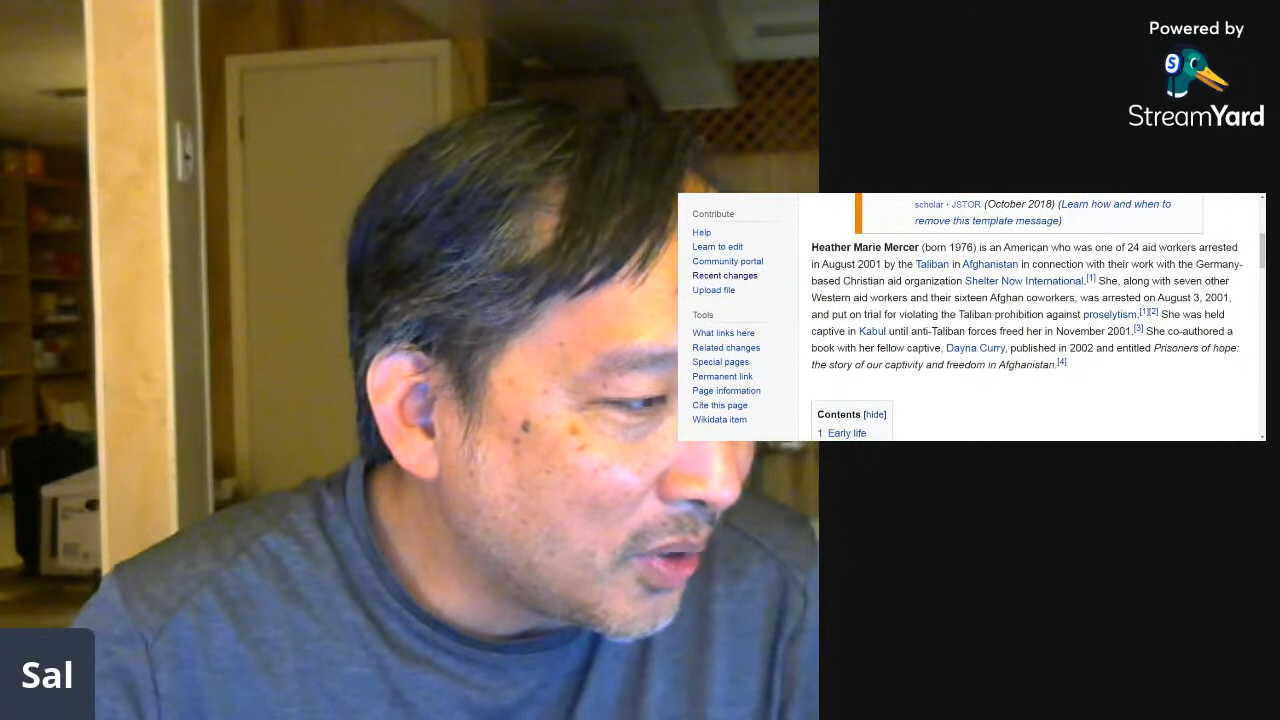 Powered by
StreamYard
Contribute
Help
Learn to edit
Community portal
Recent changes
Upload file
Tools
What links here
Related changes
Special pages
Permanent link
Page information
Cite this page
Wikidata item
scholar · JSTOR (October 2018) (Learn how and when to
remove this template message)
Heather Marie Mercer (born 1976) is an American who was one of 24 aid workers arrested
in August 2001 by the Taliban in Afghanistan in connection with their work with the Germany-
based Christian aid organization Shelter Now International.[1] She, along with seven other
Western aid workers and their sixteen Afghan coworkers, was arrested on August 3, 2001,
and put on trial for violating the Taliban prohibition against proselytism.[1][2] She was held
captive in Kabul until anti-Taliban forces freed her in November 2001.[3] She co-authored a
book with her fellow captive, Dayna Curry, published in 2002 and entitled Prisoners of hope:
the story of our captivity and freedom in Afghanistan.[4]
Contents [hide]
1 Early life
Sal